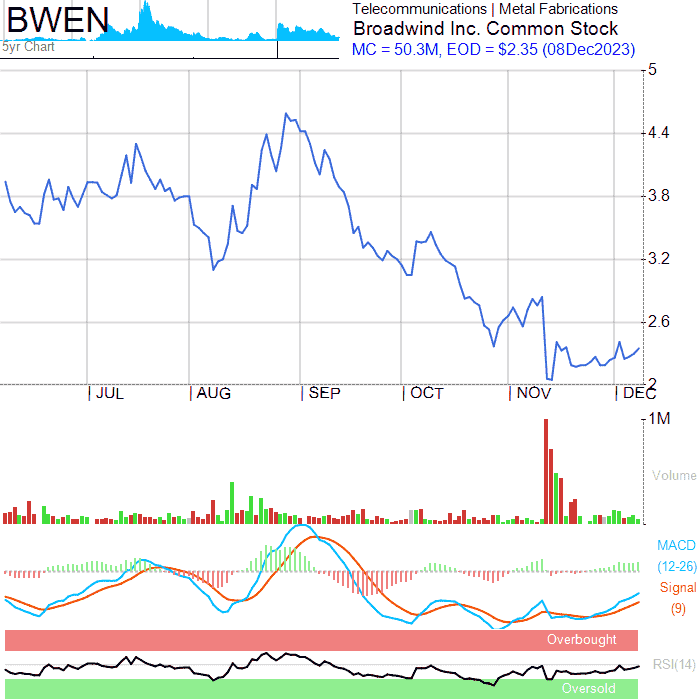 BWEN
5yr Chart
Telecommunications | Metal Fabrications
Broadwind Inc. Common Stock
MC = 50.3M, EOD = $2.35 (08Dec2023)
5
4.4
3.8
3.2
2.6
2
JUL AUG SEP OCT NOV DEC
1M
Volume
MACD
(12-26)
Signal
(9)
Overbought
RSI(14)
Oversold